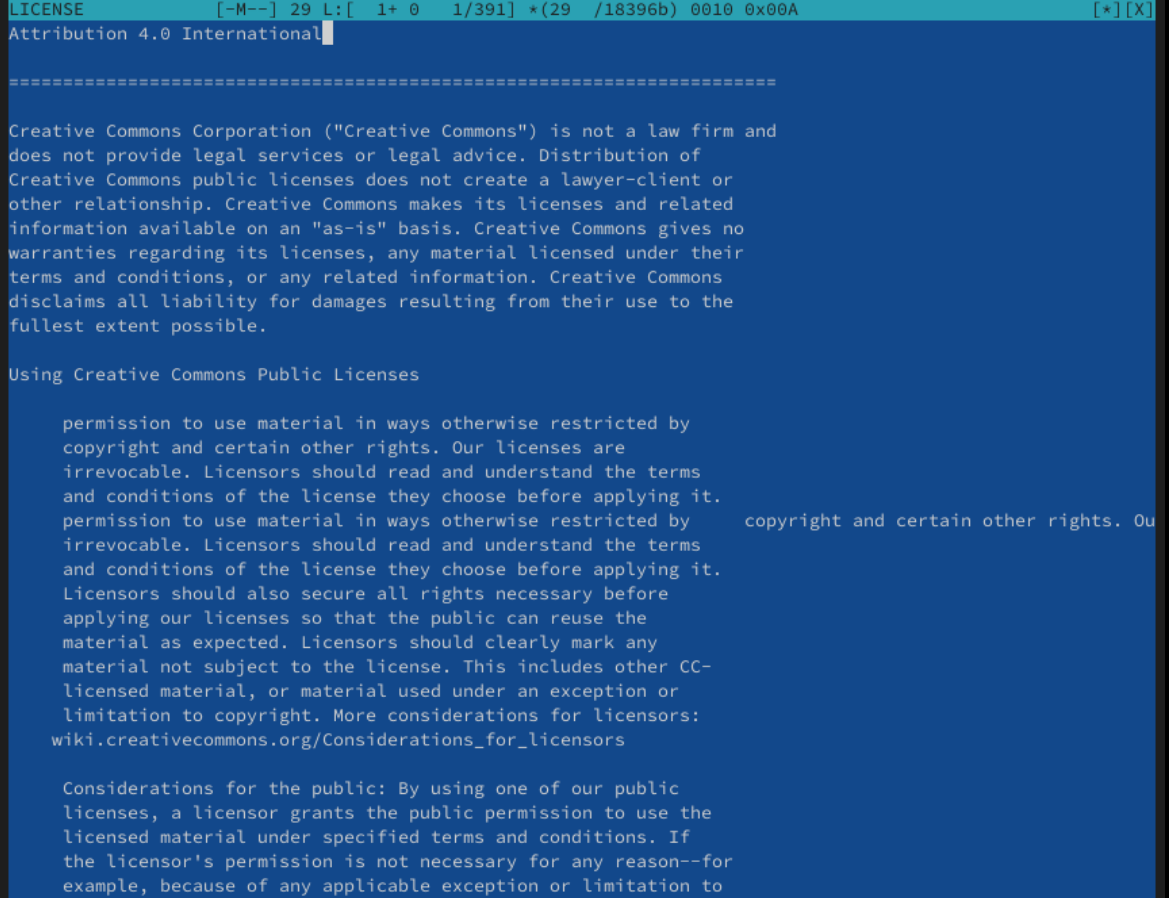 LICENSE            [-M--] 29 L:[  1+ 0   1/391] *(29  /18396b) 0010 0x00A                           [*][X]
Attribution 4.0 International
=======================================================================
Creative Commons Corporation ("Creative Commons") is not a law firm and
does not provide legal services or legal advice. Distribution of
Creative Commons public licenses does not create a lawyer-client or
other relationship. Creative Commons makes its licenses and related
information available on an "as-is" basis. Creative Commons gives no
warranties regarding its licenses, any material licensed under their
terms and conditions, or any related information. Creative Commons
disclaims all liability for damages resulting from their use to the
fullest extent possible.
Using Creative Commons Public Licenses
     permission to use material in ways otherwise restricted by
     copyright and certain other rights. Our licenses are
     irrevocable. Licensors should read and understand the terms
     and conditions of the license they choose before applying it.
     permission to use material in ways otherwise restricted by     copyright and certain other rights. Ou
     irrevocable. Licensors should read and understand the terms
     and conditions of the license they choose before applying it.
     Licensors should also secure all rights necessary before
     applying our licenses so that the public can reuse the
     material as expected. Licensors should clearly mark any
     material not subject to the license. This includes other CC-
     licensed material, or material used under an exception or
     limitation to copyright. More considerations for licensors:
    wiki.creativecommons.org/Considerations_for_licensors
     Considerations for the public: By using one of our public
     licenses, a licensor grants the public permission to use the
     licensed material under specified terms and conditions. If
     the licensor's permission is not necessary for any reason--for
     example, because of any applicable exception or limitation to